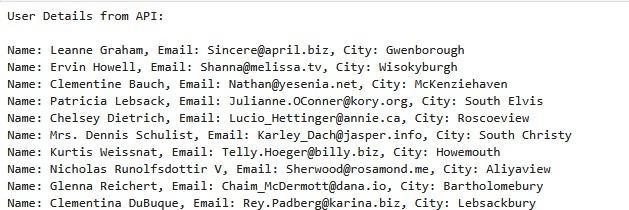 User Details from API:
Name: Leanne Graham, Email: Sincere@april.biz, City: Gwenborough
Name: Ervin Howell, Email: Shanna@melissa.tv, City: Wisokyburgh
Name: Clementine Bauch, Email: Nathan@yesenia.net, City: McKenziehaven
Name: Patricia Lebsack, Email: Julianne.OConner@kory.org, City: South Elvis
Name: Chelsey Dietrich, Email: Lucio_Hettinger@annie.ca, City: Roscoeview
Name: Mrs. Dennis Schulist, Email: Karley_Dach@jasper.info, City: South Christy
Name: Kurtis Weissnat, Email: Telly.Hoeger@billy.biz, City: Howemouth
Name: Nicholas Runolfsdottir V, Email: Sherwood@rosamond.me, City: Aliyaview
Name: Glenna Reichert, Email: Chaim_McDermott@dana.io, City: Bartholomebury
Name: Clementina DuBuque, Email: Rey.Padberg@karina.biz, City: Lebsackbury